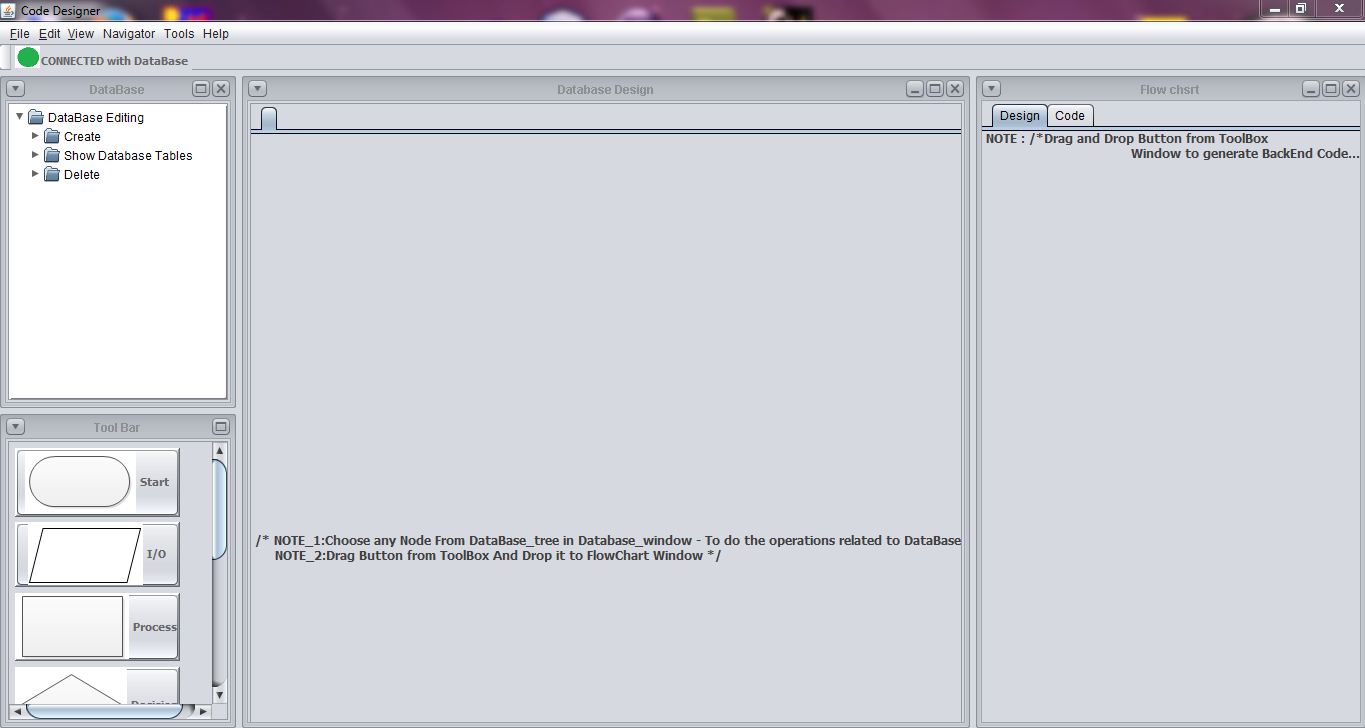 Code Designer
File Edit View Navigator Tools Help
CONNECTED with DataBase
DataBase
DataBase Editing
Create
Show Database Tables
Delete
Tool Bar
Start
I/O
Process
Database Design
/* NOTE_1:Choose any Node From DataBase_tree in Database_window - To do the operations related to DataBase
NOTE_2:Drag Button from ToolBox And Drop it to FlowChart Window */
Flow chsrt
Design Code
NOTE : /*Drag and Drop Button from ToolBox
Window to generate BackEnd Code...